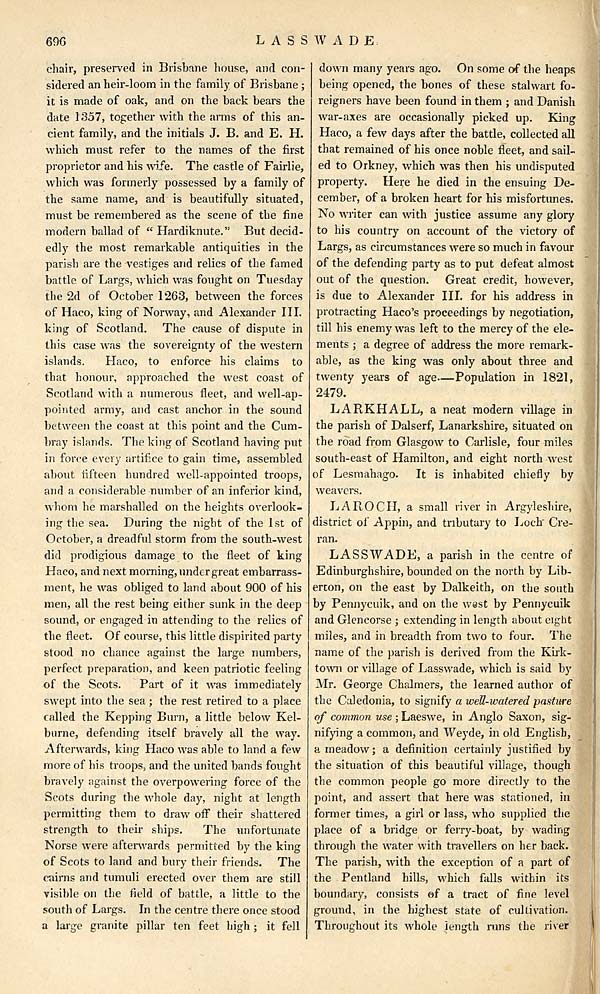 696
LASSWADE
chair, preserved in Brisbane house, and con-
sidered an heir-loom in the family of Brisbane ;
it is made of oak, and on the back bears the
date 1357, together with the arms of this an-
cient family, and the initials J. B. and E. H.
which must refer to the names of the first
proprietor and his wife. The castle of Fairlie,
which was formerly possessed by a family of
the same name, and is beautifully situated,
must be remembered as the scene of the fine
modern ballad of “ Hardiknute.” But decid-
edly the most remarkable antiquities in the
parish are the vestiges and relics of the famed
battle of Largs, which was fought on Tuesday
the 2d of October 1263, between the forces
of Haco, king of Norway, and Alexander III.
king of Scotland. The cause of dispute in
this case was the sovereignty of the western
islands. Haco, to enforce his claims to
that honour, approached the west coast of
Scotland with a numerous fleet, and well-ap-
pointed army, and cast anchor in the sound
between the coast at this point and the Cum-
bray islands. The king of Scotland having put
in force every artifice to gain time, assembled
about fifteen hundred well-appointed troops,
and a considerable number of an inferior kind,
whom he marshalled on the heights overlook-
ing the sea. During the night of the 1st of
October, a dreadful storm from the south-west
did prodigious damage to the fleet of king
Haco, and next morning, under great embarrass-
ment, he was obliged to land about 900 of his
men, all the rest being either sunk in the deep
sound, or engaged in attending to the relics of
the fleet. Of course, this little dispirited party
stood no chance against the large numbers,
perfect preparation, and keen patriotic feeling
of the Scots. Part of it was immediately
swept into the sea ; the rest retired to a place
called the Kepping Burn, a little below Kel-
burne, defending itself bravely all the way.
Afterwards, king Haco was able to land a few
more of his troops, and the united bands fought
bravely against the overpowering force of the
Scots during the whole day, night at length
permitting them to draw off their shattered
strength to their ships. The unfortunate
Norse were afterwards permitted by the king
of Scots to land and bury their friends. The
cairns and tumuli erected over them are still
visible on the field of battle, a little to the
south of Largs. In the centre there once stood
a large granite pillar ten feet high ; it fell
down many years ago. On some of the heaps
being opened, the bones of these stalwart fo-
reigners have been found in them ; and Danish
war-axes are occasionally picked up. King
Haco, a few days after the battle, collected all
that remained of his once noble fleet, and sail-
ed to Orkney, which was then his undisputed
property. Here he died in the ensuing De-
cember, of a broken heart for his misfortunes.
No writer can with justice assume any glory
to his country on account of the victory of
Largs, as circumstances were so much in favour
of the defending party as to put defeat almost
out of the question. Great credit, however,
is due to Alexander III. for his address in
protracting Haco's proceedings by negotiation,
till his enemy was left to the mercy of the ele-
ments ; a degree of address the more remark-
able, as the king was only about three and
twenty years of age.—Population in 1821,
2479.
LARKHALL, a neat modern village in
the parish of Dalserf, Lanarkshire, situated on
the road from Glasgow to Carlisle, four miles
south-east of Hamilton, and eight north west
of Lesmahago. It is inhabited chiefly by
weavers.
LAROCH, a small river in Argyleshire,
district of Appin, and tributary to Loch Cre-
ran.
LASSWADE, a parish in the centre of
Edinburghshire, bounded on the north by Lib-
erton, on the east by Dalkeith, on the south
by Pennycuik, and on the west by Pennycuik
and Glencorse ; extending in length about eight
miles, and in breadth from two to four. The
name of the parish is derived from the Kirk-
town or village of Lasswade, which is said by
Mr. George Chalmers, the learned author of
the Caledonia, to signify a well-watered pasture
of common use ; Laeswe, in Anglo Saxon, sig-
nifying a common, and Weyde, in old English,
a meadow ; a definition certainly justified by
the situation of this beautiful village, though
the common people go more directly to the
point, and assert that here was stationed, in
former times, a girl or lass, who supplied the
place of a bridge or ferry-boat, by wading
through the water with travellers on her back.
The parish, with the exception of a part of
the Pentland hills, which falls within its
boundary, consists of a tract of fine level
ground, in the highest state of cultivation.
Throughout its whole length runs the river